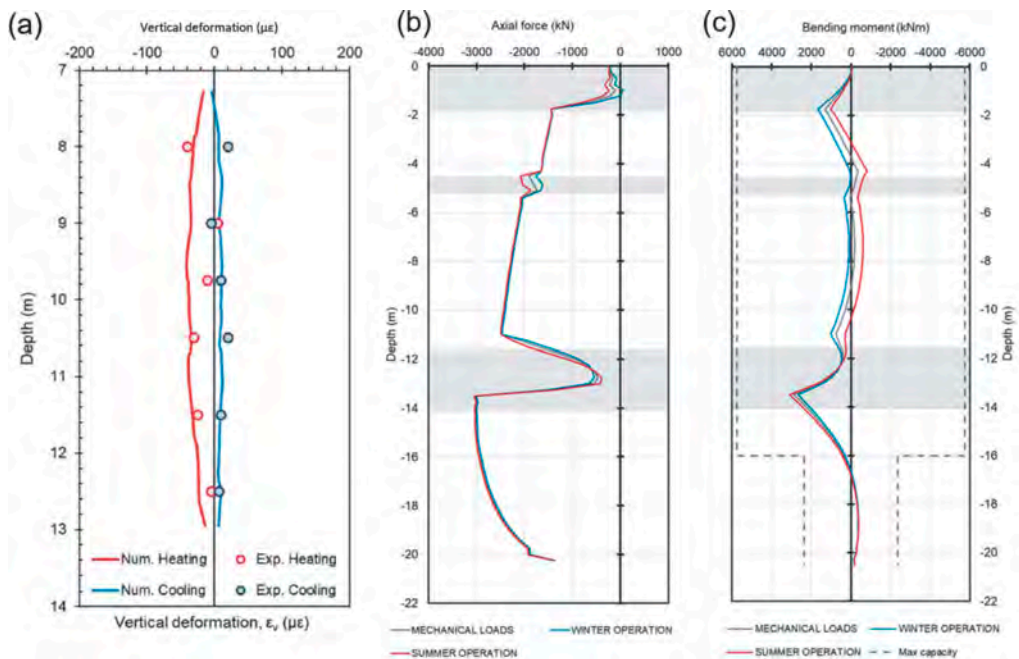 (a)
Vertical deformation (με)
-200 -100 0 100 200
7
8
9
10
11
12
13
14
Depth (m)
Num. Heating Exp. Heating
Num. Cooling Exp. Cooling
Vertical deformation, εv (με)
(b)
Axial force (kN)
-4000 -3000 -2000 -1000 0 1000
0
-2
-4
-6
-8
-10
-12
-14
-16
-18
-20
-22
Depth (m)
MECHANICAL LOADS WINTER OPERATION
SUMMER OPERATION
(c)
Bending moment (kNm)
6000 4000 2000 0 -2000 -4000 -6000
0
-2
-4
-6
-8
-10
-12
-14
-16
-18
-20
-22
Depth (m)
MECHANICAL LOADS WINTER OPERATION
SUMMER OPERATION Max capacity